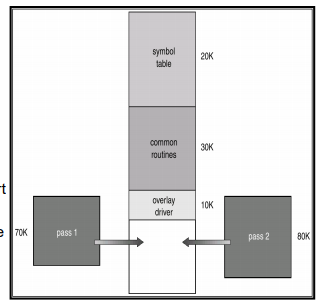 symbol
table
20K
common
routines
30K
overlay
driver
10K
rt
e
70K
pass 1
pass 2
80K